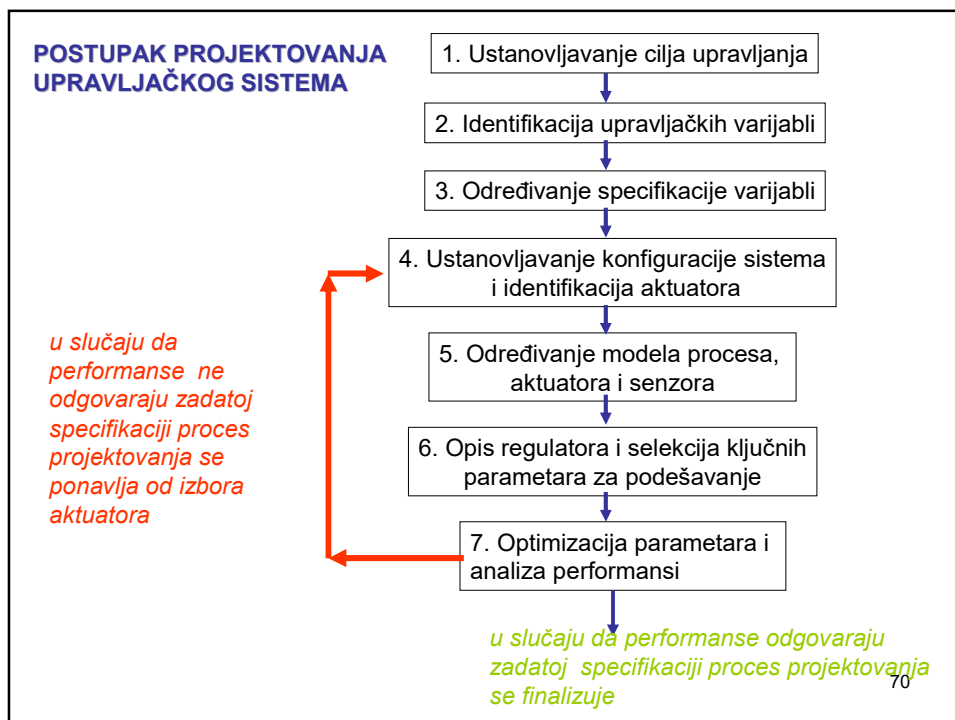 POSTUPAK PROJEKTOVANJA
UPRAVLJAČKOG SISTEMA
1. Ustanovljavanje cilja upravljanja
2. Identifikacija upravljačkih varijabli
3. Određivanje specifikacije varijabli
4. Ustanovljavanje konfiguracije sistema
i identifikacija aktuatora
5. Određivanje modela procesa,
aktuatora i senzora
6. Opis regulatora i selekcija ključnih
parametara za podešavanje
7. Optimizacija parametara i
analiza performansi
u slučaju da
performanse ne
odgovaraju zadatoj
specifikaciji proces
projektovanja se
ponavlja od izbora
aktuatora
u slučaju da performanse odgovaraju
zadatoj specifikaciji proces projektovanja
se finalizuje
70